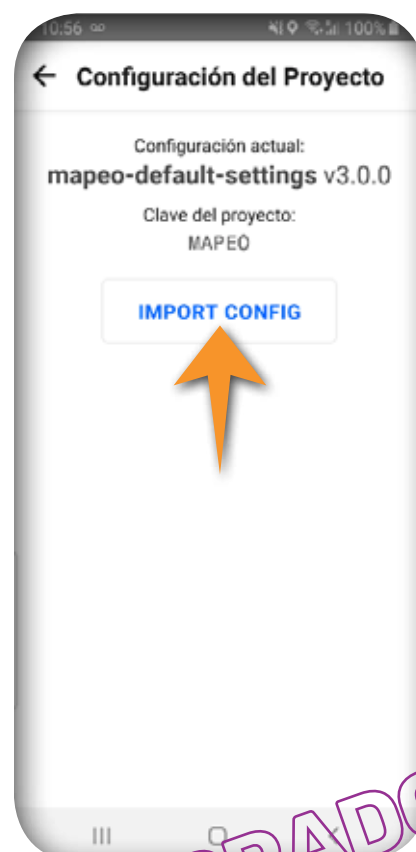 10:56 100%
← Configuración del Proyecto
Configuración actual:
mapeo-default-settings v3.0.0
Clave del proyecto:
MAPEO
IMPORT CONFIG